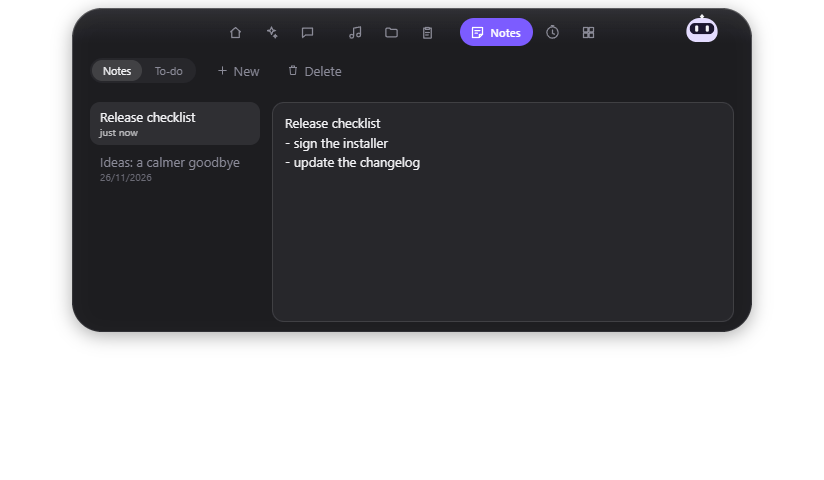 Notes
Notes
To-do
New
Delete
Release checklist
just now
Ideas: a calmer goodbye
26/11/2026
Release checklist
- sign the installer
- update the changelog